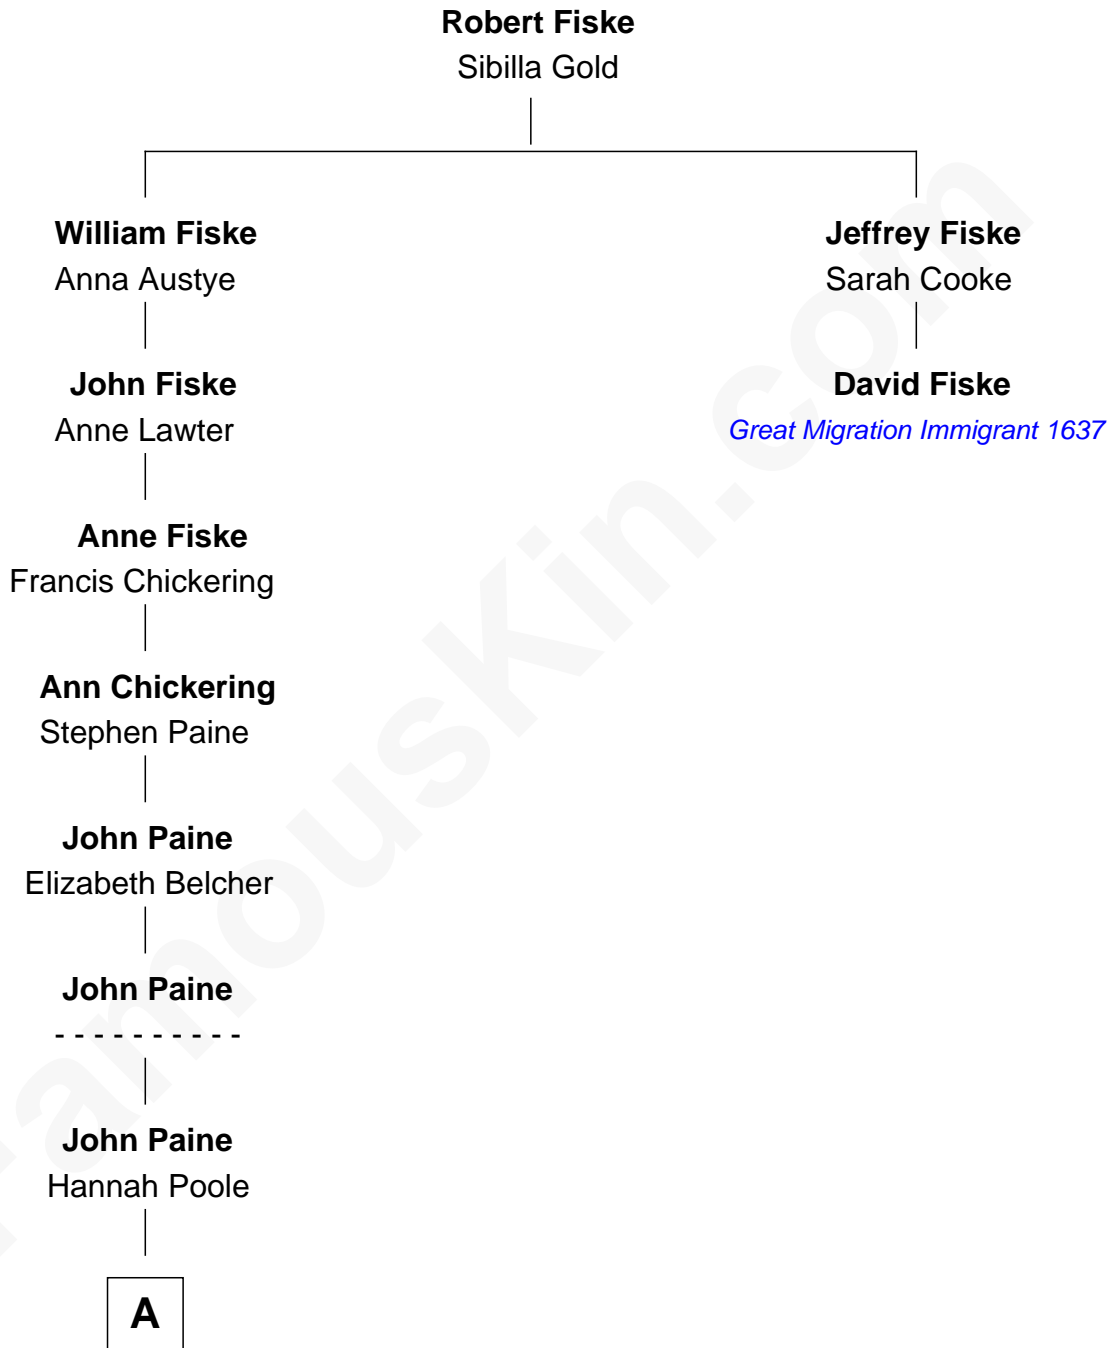 Robert Fiske
Sibilla Gold
William Fiske
Anna Austye
Jeffrey Fiske
Sarah Cooke
John Fiske
Anne Lawter
David Fiske
Great Migration Immigrant 1637
Anne Fiske
Francis Chickering
Ann Chickering
Stephen Paine
John Paine
Elizabeth Belcher
John Paine
- - - - - - - - - -
John Paine
Hannah Poole
A
FamousKin.com